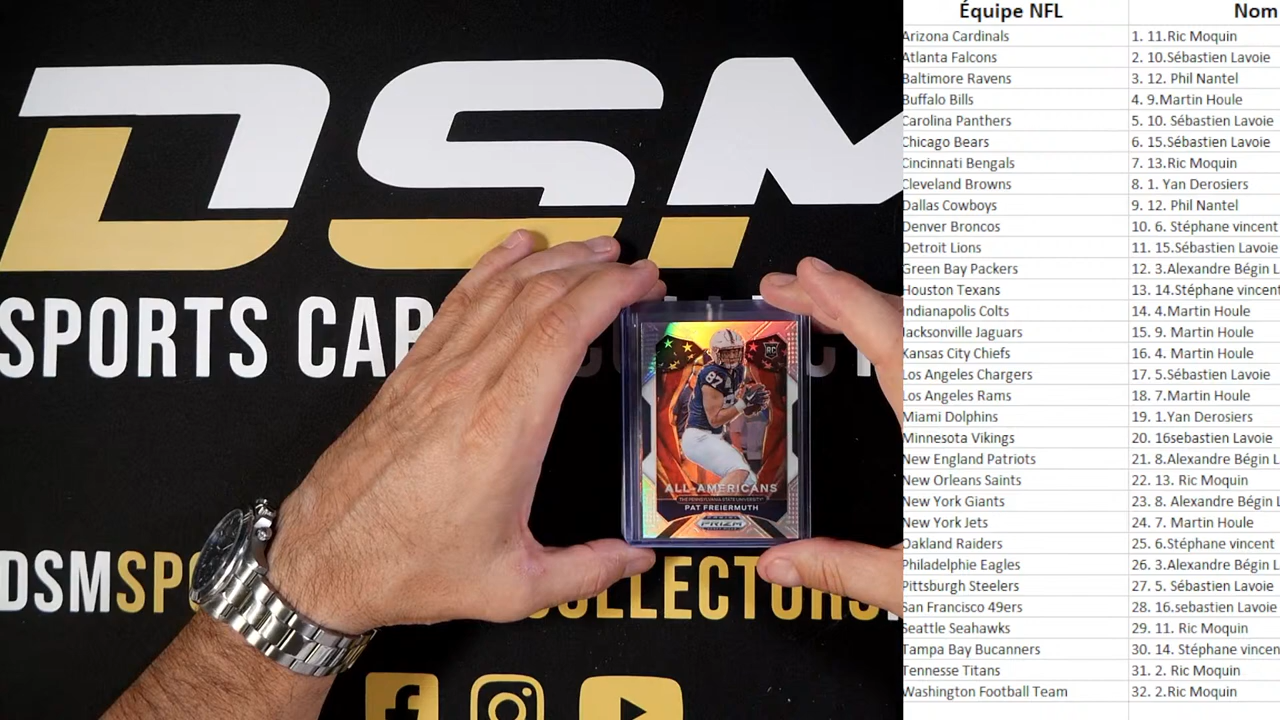 DSM
SPORTS CAR
DSMSPO
COLLECTORS
87
RC
ALL-AMERICANS
THE PENNSYLVANIA STATE UNIVERSITY
PAT FREIERMUTH
PANINI
PRIZM
Équipe NFL Nom
Arizona Cardinals 1. 11.Ric Moquin
Atlanta Falcons 2. 10.Sébastien Lavoie
Baltimore Ravens 3. 12. Phil Nantel
Buffalo Bills 4. 9.Martin Houle
Carolina Panthers 5. 10. Sébastien Lavoie
Chicago Bears 6. 15.Sébastien Lavoie
Cincinnati Bengals 7. 13.Ric Moquin
Cleveland Browns 8. 1. Yan Derosiers
Dallas Cowboys 9. 12. Phil Nantel
Denver Broncos 10. 6. Stéphane vincent
Detroit Lions 11. 15.Sébastien Lavoie
Green Bay Packers 12. 3.Alexandre Bégin L
Houston Texans 13. 14.Stéphane vincent
Indianapolis Colts 14. 4.Martin Houle
Jacksonville Jaguars 15. 9. Martin Houle
Kansas City Chiefs 16. 4. Martin Houle
Los Angeles Chargers 17. 5.Sébastien Lavoie
Los Angeles Rams 18. 7.Martin Houle
Miami Dolphins 19. 1.Yan Derosiers
Minnesota Vikings 20. 16sebastien Lavoie
New England Patriots 21. 8.Alexandre Bégin L
New Orleans Saints 22. 13. Ric Moquin
New York Giants 23. 8. Alexandre Bégin L
New York Jets 24. 7. Martin Houle
Oakland Raiders 25. 6.Stéphane vincent
Philadelphie Eagles 26. 3.Alexandre Bégin L
Pittsburgh Steelers 27. 5. Sébastien Lavoie
San Francisco 49ers 28. 16.sebastien Lavoie
Seattle Seahawks 29. 11. Ric Moquin
Tampa Bay Bucanners 30. 14. Stéphane vincen
Tennesse Titans 31. 2. Ric Moquin
Washington Football Team 32. 2.Ric Moquin